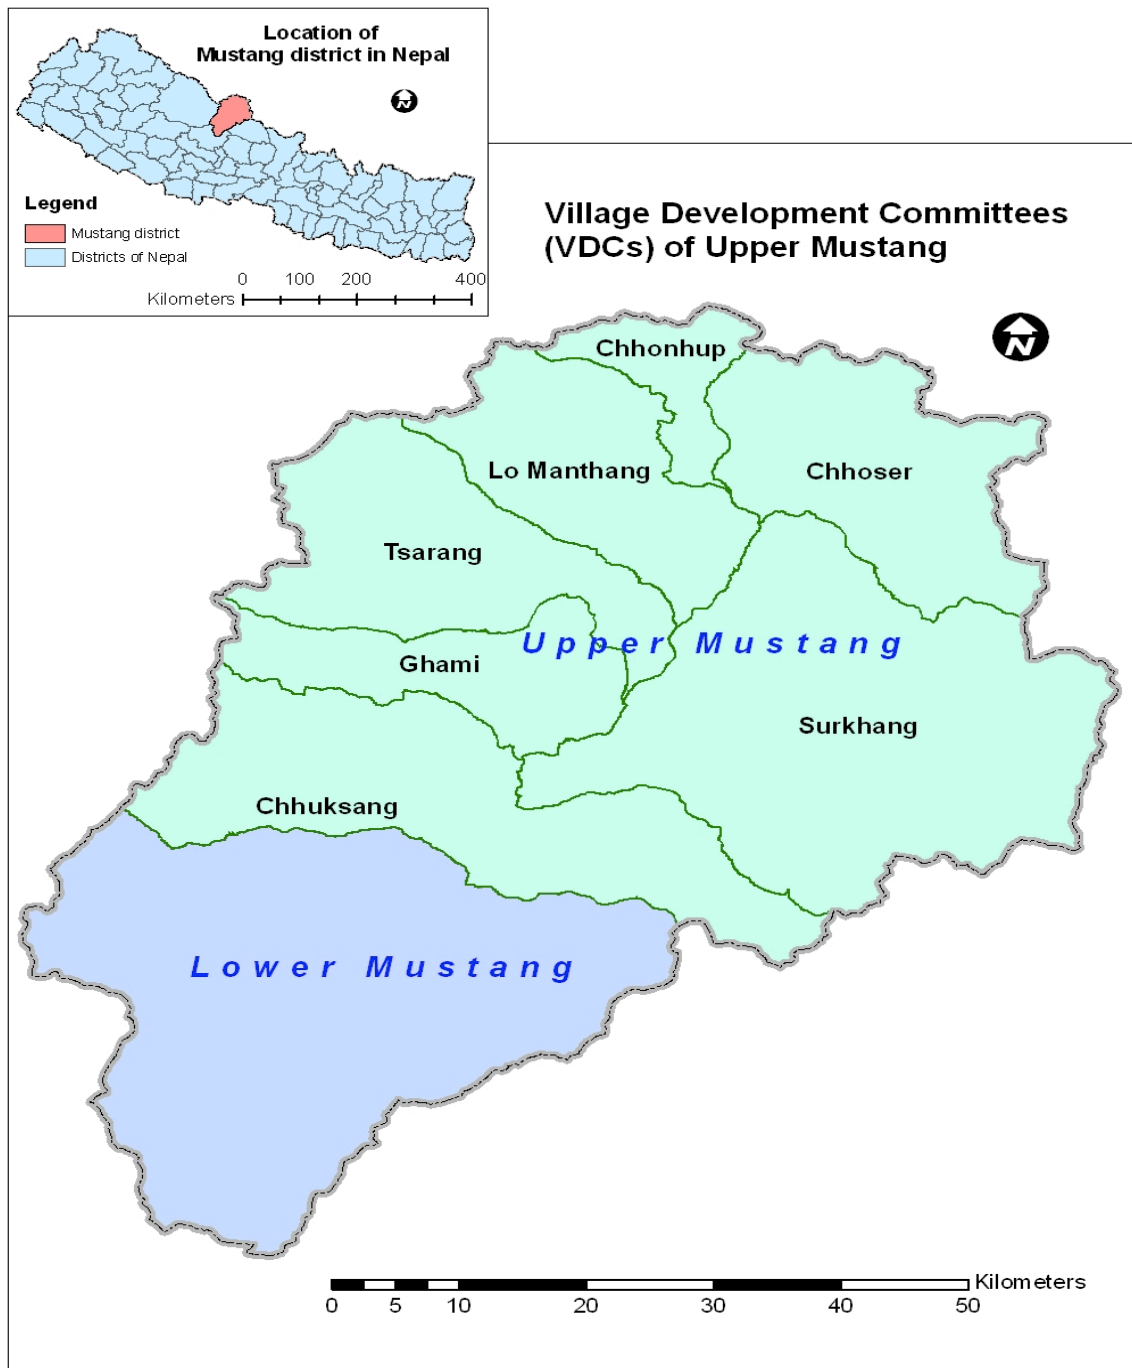 Location of
Mustang district in Nepal
N
Legend
Mustang district
Districts of Nepal
0 100 200 400
Kilometers
Village Development Committees
(VDCs) of Upper Mustang
N
Chhonhup
Lo Manthang
Chhoser
Tsarang
Upper Mustang
Ghami
Surkhang
Chhuksang
Lower Mustang
Kilometers
0 5 10 20 30 40 50